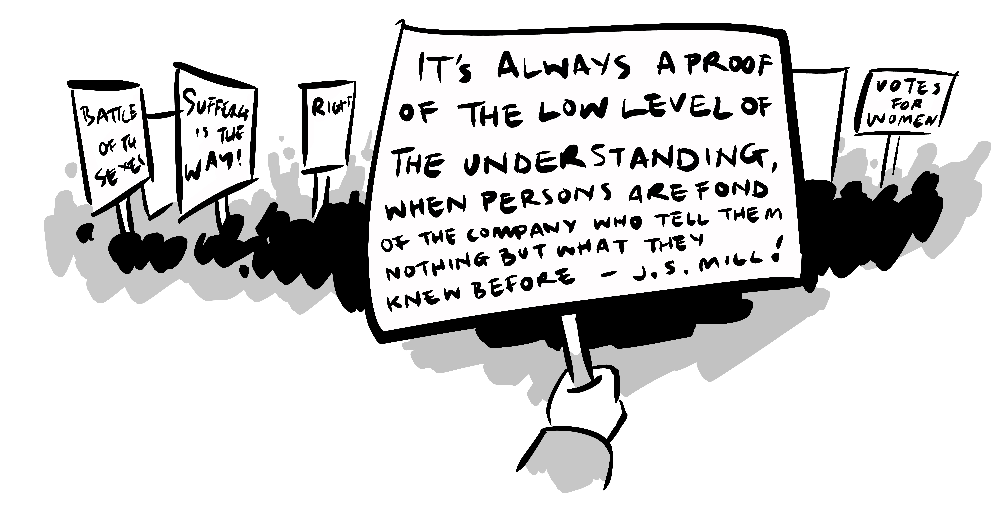 BATTLE
OF TH
SEXES
SUFFERG
IS THE
WAY!
RIGHT
IT'S ALWAYS A PROOF
OF THE LOW LEVEL OF
THE UNDERSTANDING,
WHEN PERSONS ARE FOND
OF THE COMPANY WHO TELL THEM
NOTHING BUT WHAT THEY
KNEW BEFORE - J.S. MILL!
VOTES
FOR
WOMEN